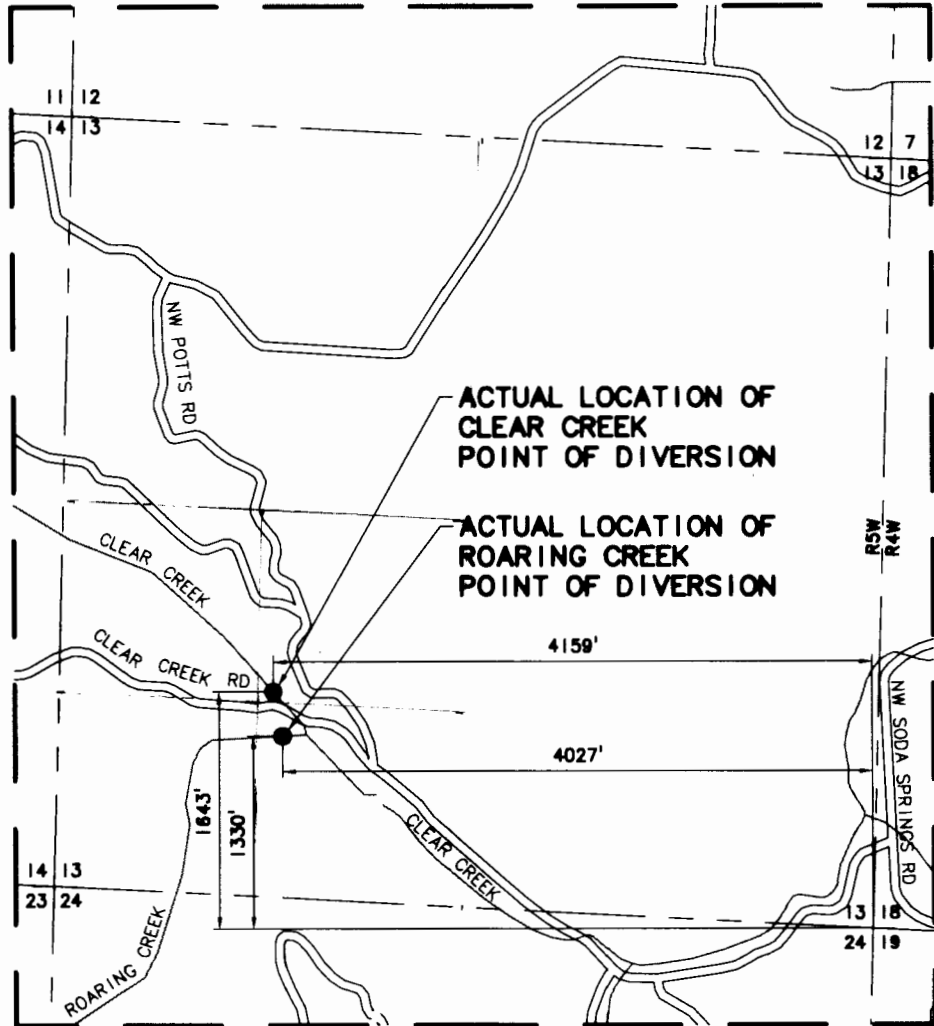 11 12
14 13
12 7
13 18
NW POTTS RD
ACTUAL LOCATION OF
CLEAR CREEK
POINT OF DIVERSION
ACTUAL LOCATION OF
ROARING CREEK
POINT OF DIVERSION
R5W
R4W
CLEAR CREEK
CLEAR CREEK RD
4159'
4027'
1643'
1330'
NW SODA SPRINGS RD
CLEAR CREEK
14 13
23 24
13 18
24 19
ROARING CREEK